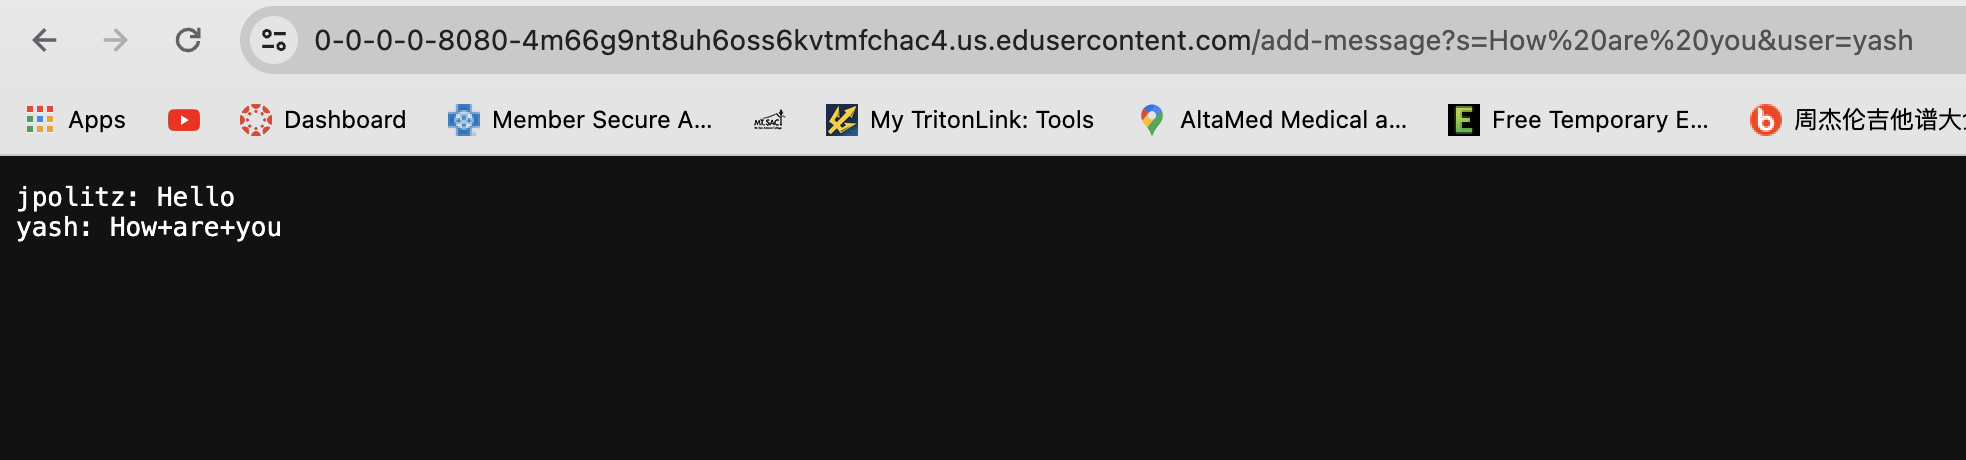 0-0-0-0-8080-4m66g9nt8uh6oss6kvtmfchac4.us.edusercontent.com/add-message?s=How%20are%20you&user=yash
Apps Dashboard Member Secure A... MT.SAC My TritonLink: Tools AltaMed Medical a... E Free Temporary E... b 周杰伦吉他谱大
jpolitz: Hello
yash: How+are+you